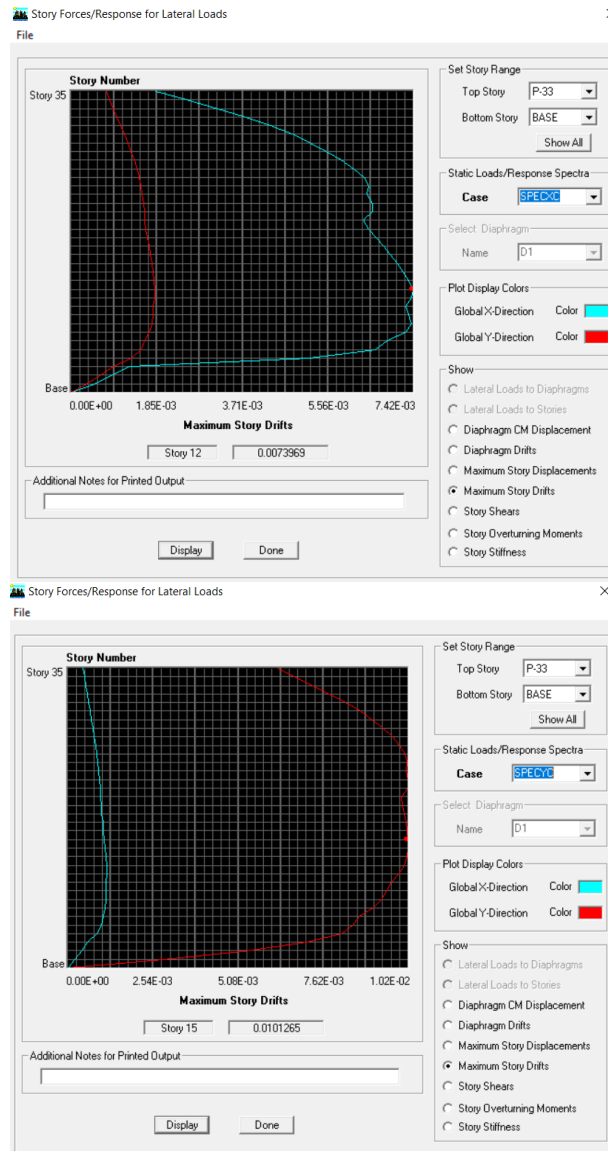 Story Forces/Response for Lateral Loads
File
Story Number
Story 35
Base
0.00E+00 1.85E-03 3.71E-03 5.56E-03 7.42E-03
Maximum Story Drifts
Story 12 0.0073969
Additional Notes for Printed Output
Display Done
Set Story Range
Top Story P-33
Bottom Story BASE
Show All
Static Loads/Response Spectra
Case SPECXC
Select Diaphragm
Name D1
Plot Display Colors
Global X-Direction Color
Global Y-Direction Color
Show
Lateral Loads to Diaphragms
Lateral Loads to Stories
Diaphragm CM Displacement
Diaphragm Drifts
Maximum Story Displacements
Maximum Story Drifts
Story Shears
Story Overturning Moments
Story Stiffness
Story Forces/Response for Lateral Loads
File
Story Number
Story 35
Base
0.00E+00 2.54E-03 5.08E-03 7.62E-03 1.02E-02
Maximum Story Drifts
Story 15 0.0101265
Additional Notes for Printed Output
Display Done
Set Story Range
Top Story P-33
Bottom Story BASE
Show All
Static Loads/Response Spectra
Case SPECYC
Select Diaphragm
Name D1
Plot Display Colors
Global X-Direction Color
Global Y-Direction Color
Show
Lateral Loads to Diaphragms
Lateral Loads to Stories
Diaphragm CM Displacement
Diaphragm Drifts
Maximum Story Displacements
Maximum Story Drifts
Story Shears
Story Overturning Moments
Story Stiffness